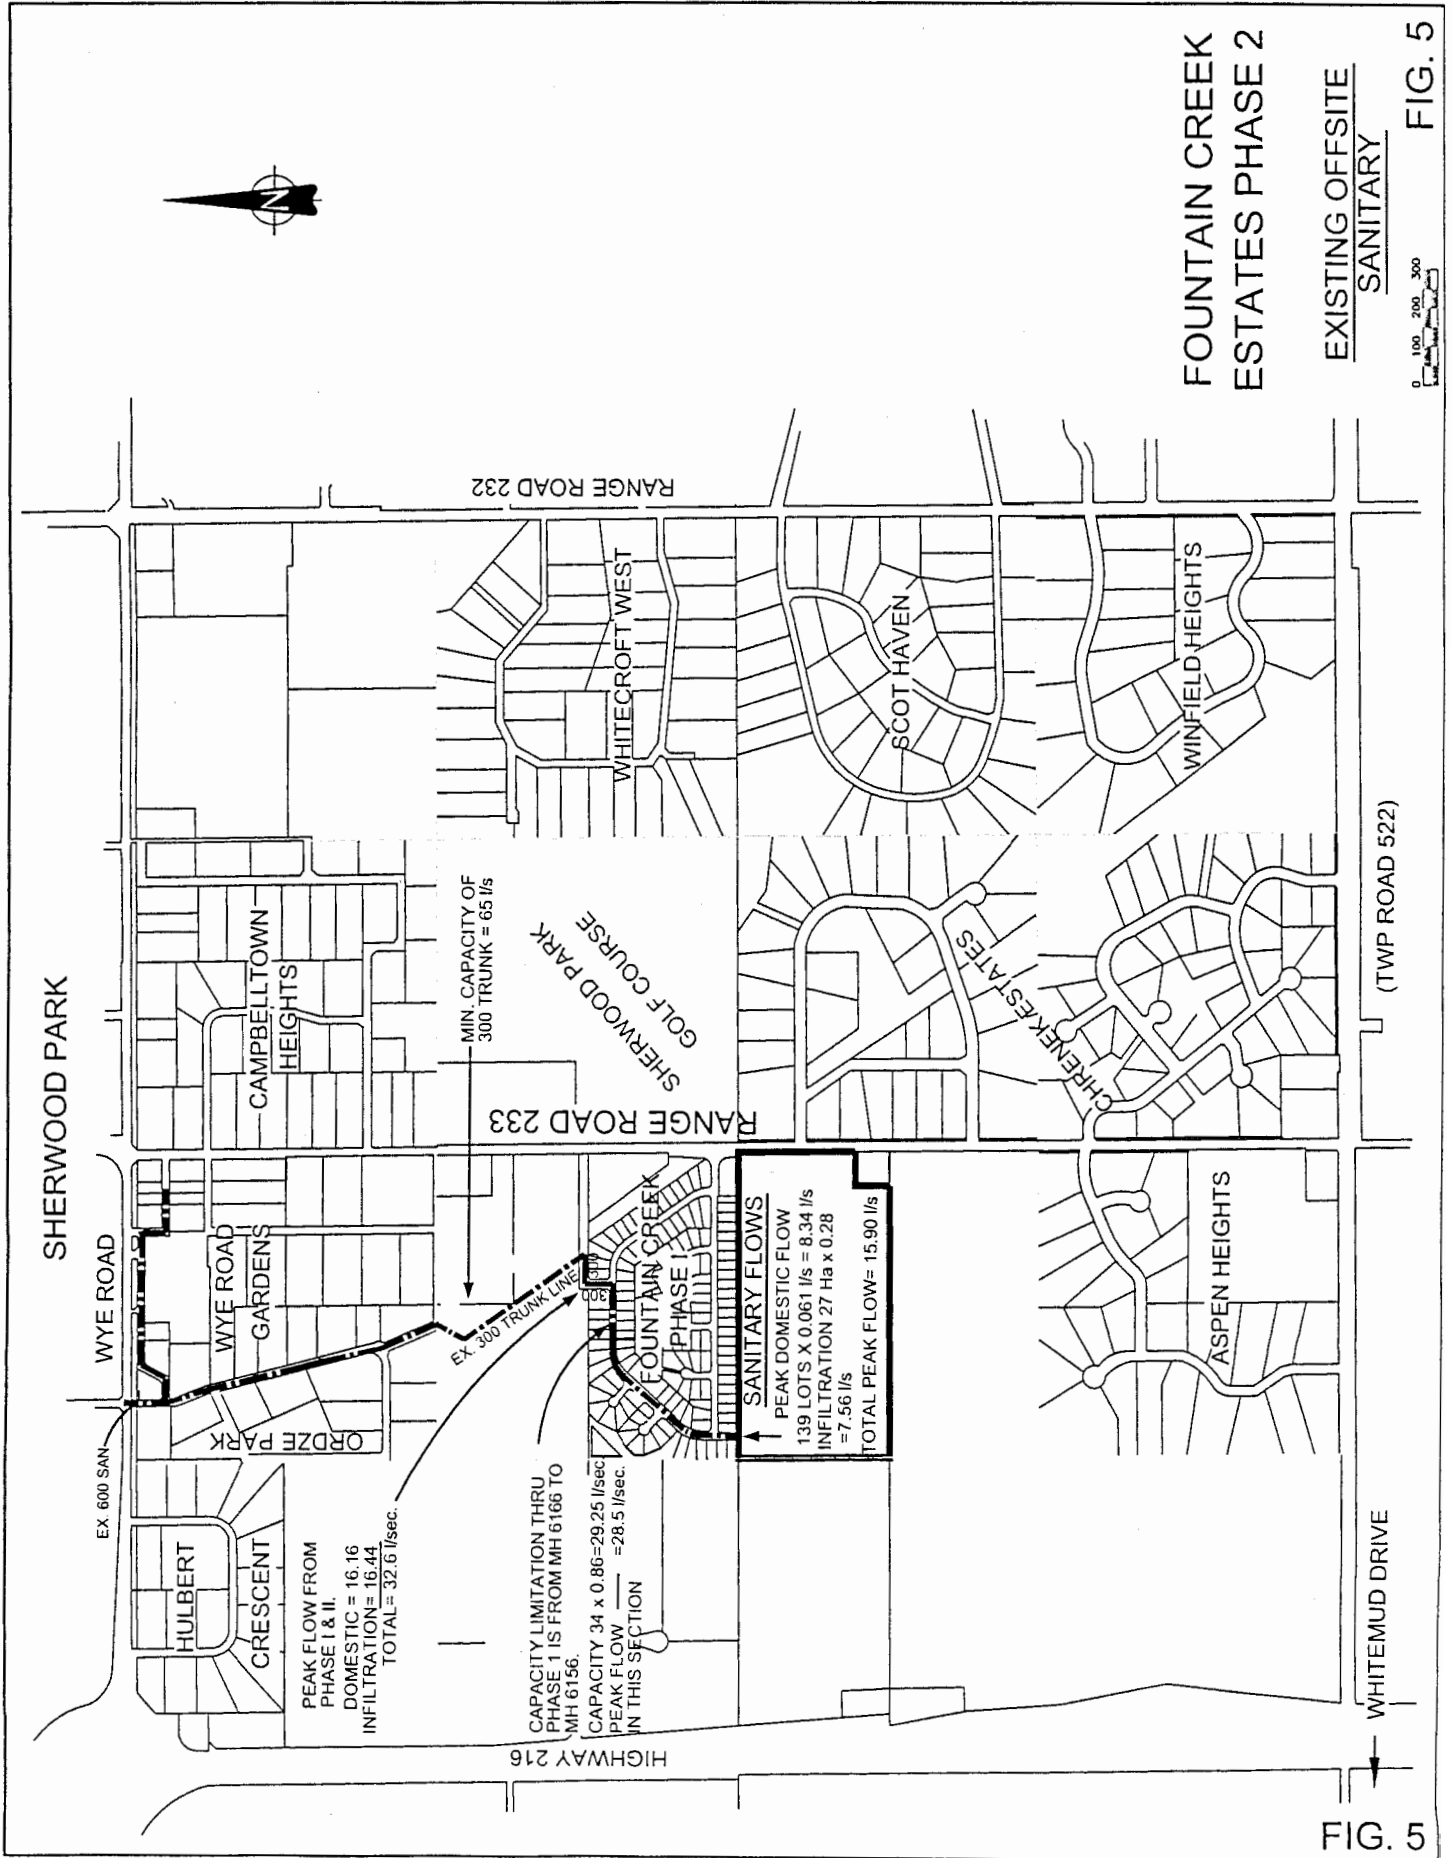 SHERWOOD PARK
WYE ROAD
EX. 600 SAN
HULBERT
CRESCENT
ORDZE PARK
WYE ROAD
GARDENS
CAMPBELLTOWN
HEIGHTS
PEAK FLOW FROM
PHASE I & II.
DOMESTIC = 16.16
INFILTRATION= 16.44
TOTAL= 32.6 l/sec.
MIN. CAPACITY OF
300 TRUNK = 65 l/s
EX. 300 TRUNK LINE
300
300
SHERWOOD PARK
GOLF COURSE
WHITECROFT WEST
RANGE ROAD 232
RANGE ROAD 233
HIGHWAY 216
CAPACITY LIMITATION THRU
PHASE 1 IS FROM MH 6166 TO
MH 6156.
CAPACITY 34 x 0.86=29.25 l/sec.
PEAK FLOW =28.5 l/sec.
IN THIS SECTION
FOUNTAIN CREEK
PHASE I
SANITARY FLOWS
PEAK DOMESTIC FLOW
139 LOTS X 0.061 l/s = 8.34 l/s
INFILTRATION 27 Ha x 0.28
=7.56 l/s
TOTAL PEAK FLOW= 15.90 l/s
SCOT HAVEN
CHRENEK ESTATES
WINFIELD HEIGHTS
ASPEN HEIGHTS
WHITEMUD DRIVE
(TWP ROAD 522)
N
FOUNTAIN CREEK
ESTATES PHASE 2
EXISTING OFFSITE
SANITARY
0 100 200 300
FIG. 5
FIG. 5